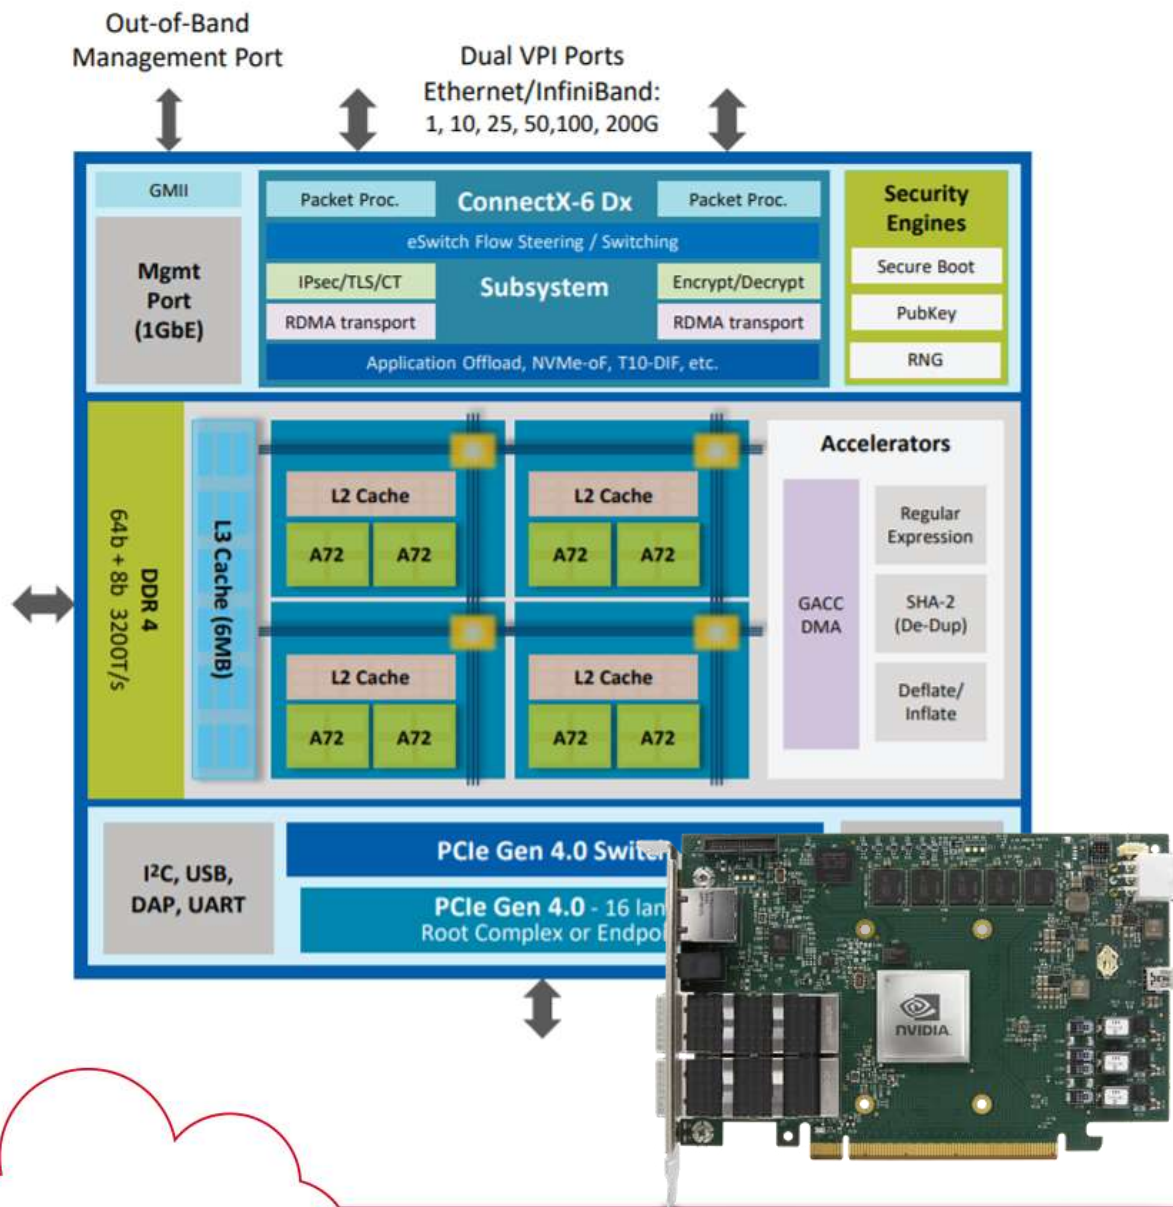 Out-of-Band
Management Port
Dual VPI Ports
Ethernet/InfiniBand:
1, 10, 25, 50,100, 200G
GMII
Mgmt
Port
(1GbE)
Packet Proc.
ConnectX-6 Dx
Packet Proc.
eSwitch Flow Steering / Switching
IPsec/TLS/CT
Subsystem
Encrypt/Decrypt
RDMA transport
RDMA transport
Application Offload, NVMe-oF, T10-DIF, etc.
Security
Engines
Secure Boot
PubKey
RNG
DDR 4
64b + 8b 3200T/s
L3 Cache (6MB)
L2 Cache
A72
A72
L2 Cache
A72
A72
L2 Cache
A72
A72
L2 Cache
A72
A72
Accelerators
GACC
DMA
Regular
Expression
SHA-2
(De-Dup)
Deflate/
Inflate
I²C, USB,
DAP, UART
PCIe Gen 4.0 Switch
PCIe Gen 4.0 - 16 lan
Root Complex or Endpoi
NVIDIA